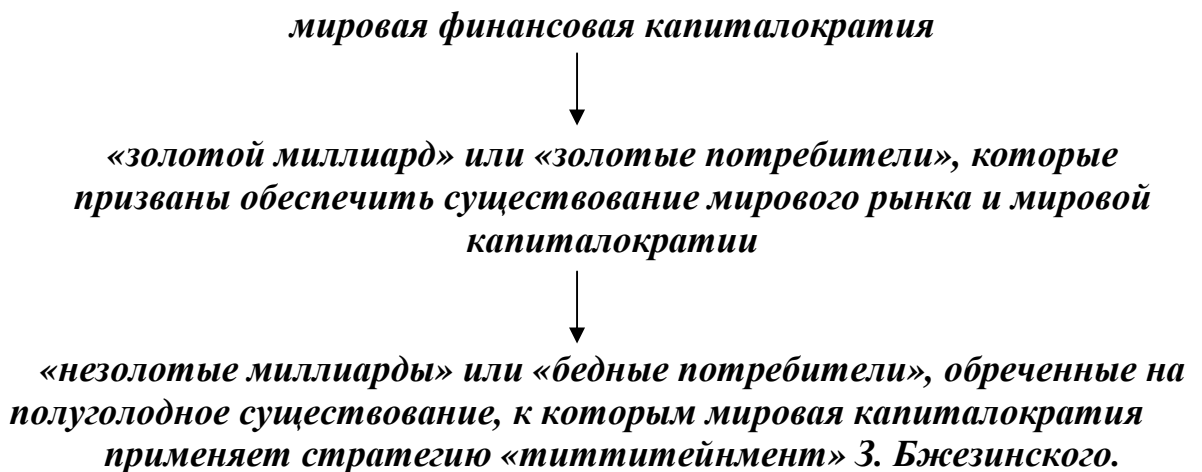 мировая финансовая капиталократия
«золотой миллиард» или «золотые потребители», которые
призваны обеспечить существование мирового рынка и мировой
капиталократии
«незолотые миллиарды» или «бедные потребители», обреченные на
полуголодное существование, к которым мировая капиталократия
применяет стратегию «титтитейнмент» З. Бжезинского.